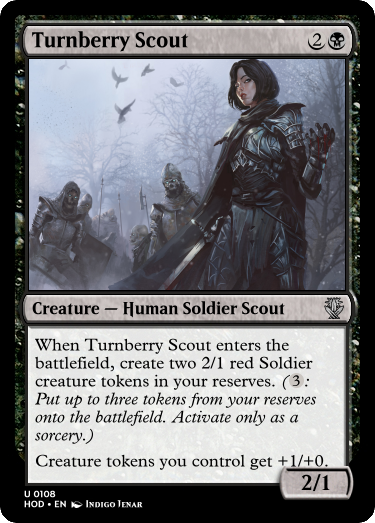 Turnberry Scout 2
Creature — Human Soldier Scout
When Turnberry Scout enters the
battlefield, create two 2/1 red Soldier
creature tokens in your reserves. (3:
Put up to three tokens from your reserves
onto the battlefield. Activate only as a
sorcery.)
Creature tokens you control get +1/+0.
2/1
U 0108
HOD • EN Indigo Jenar